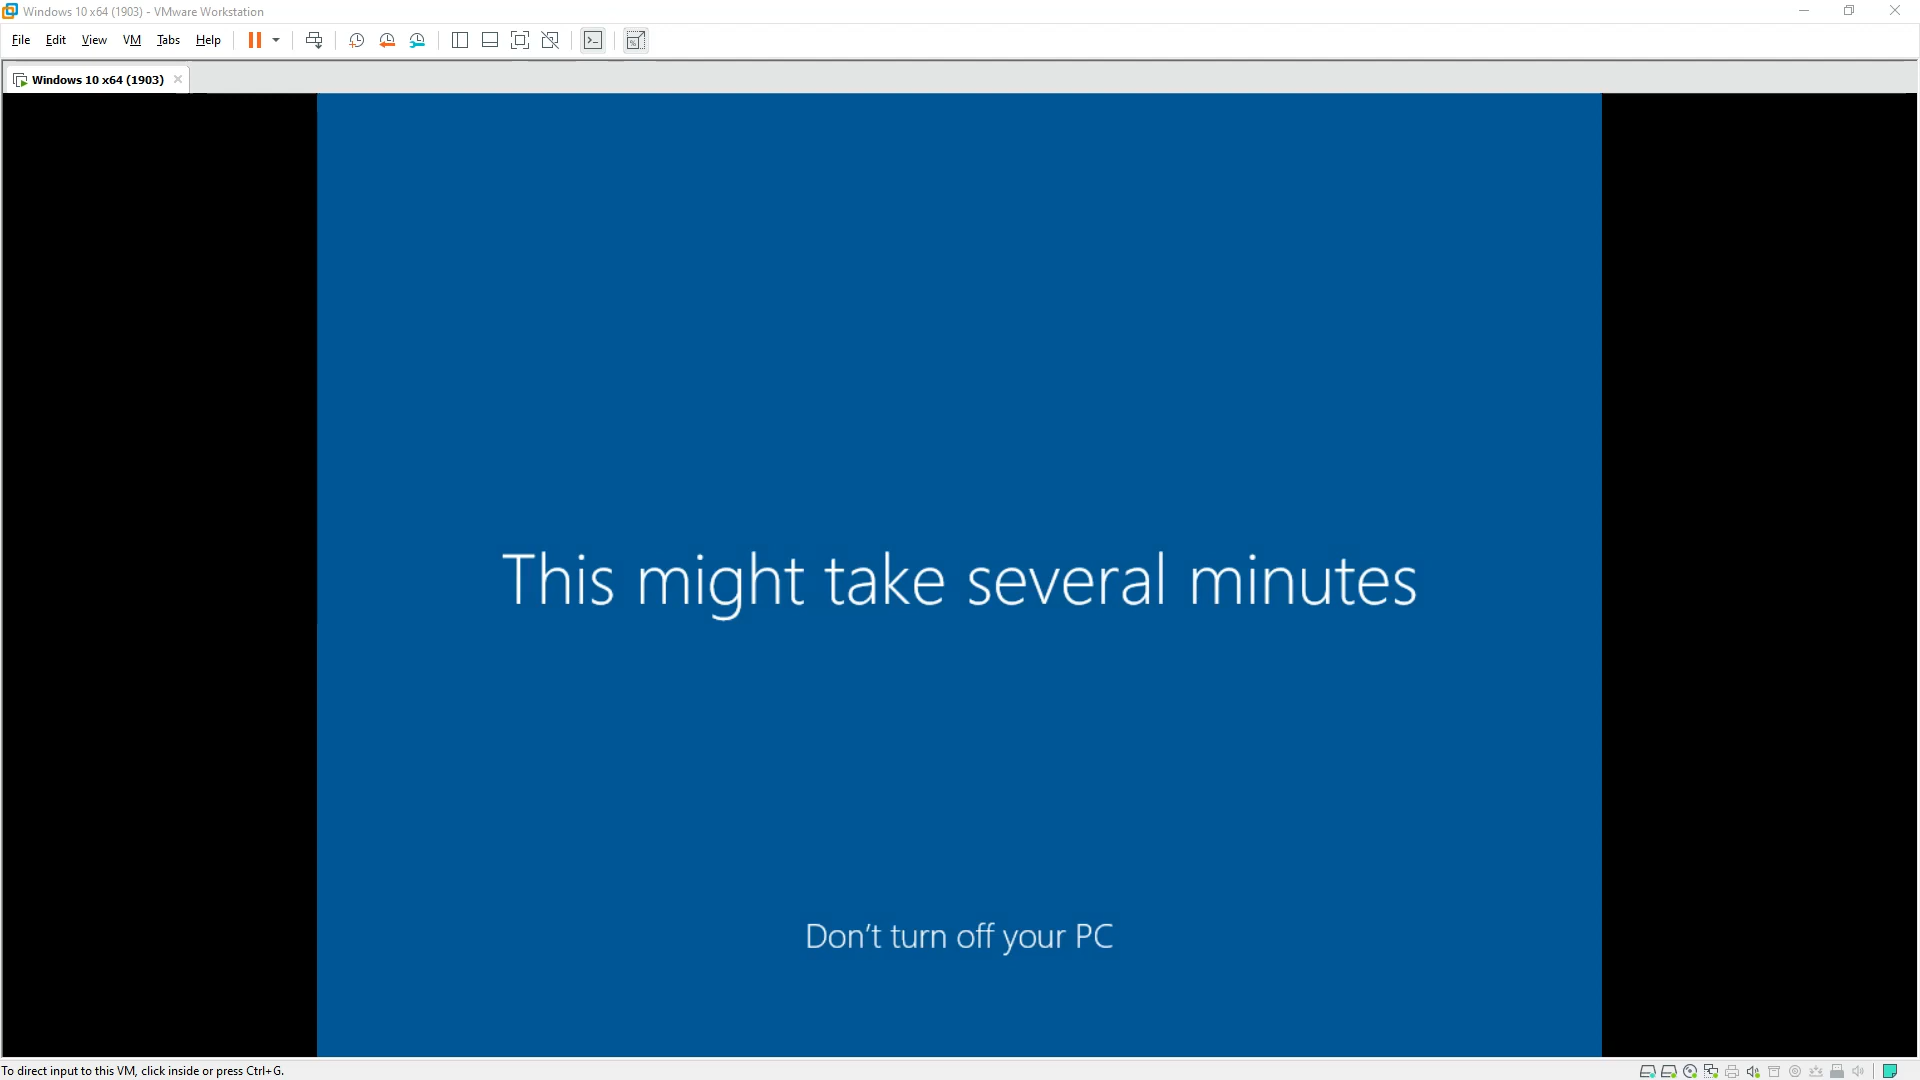 Windows 10 x64 (1903) - VMware Workstation
File Edit View VM Tabs Help
Windows 10 x64 (1903)
This might take several minutes
Don't turn off your PC
To direct input to this VM, click inside or press Ctrl+G.